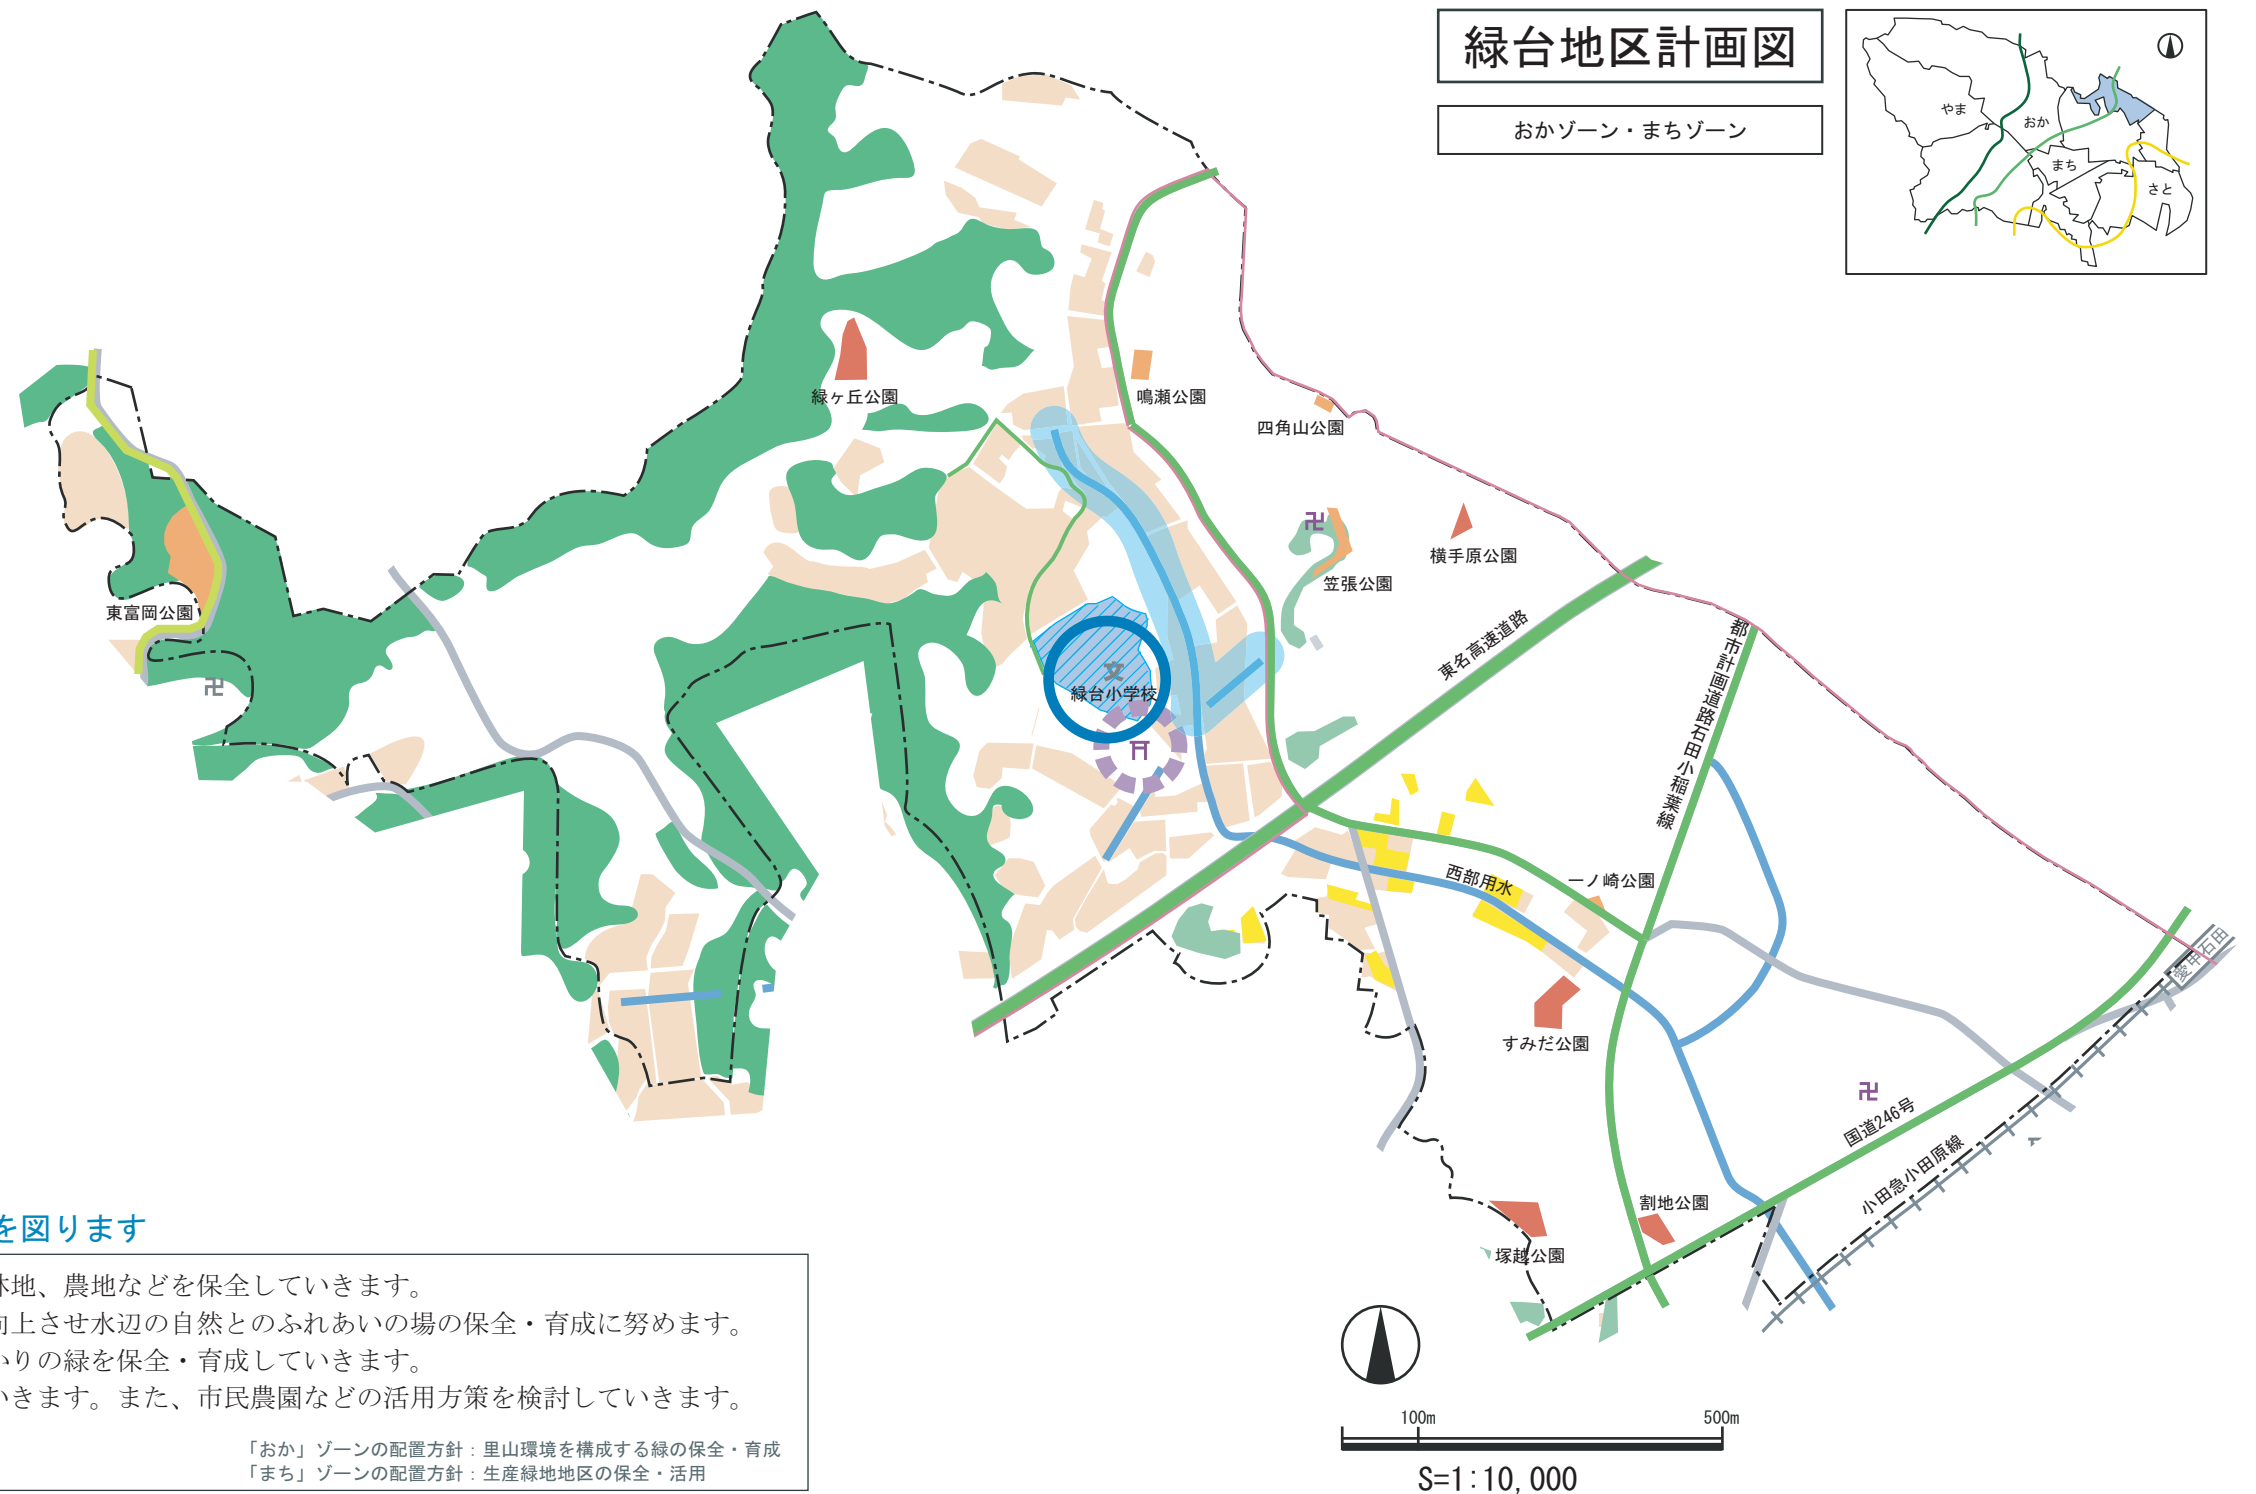 緑台地区計画図
おかゾーン・まちゾーン
やま
おか
まち
さと
緑ヶ丘公園
鳴瀬公園
四角山公園
横手原公園
笠張公園
東富岡公園
東名高速道路
都市計画道路石田小稲葉線
文
緑台小学校
西部用水
一ノ崎公園
愛甲石田
すみだ公園
国道246号
小田急小田原線
割地公園
塚越公園
を図ります
林地、農地などを保全していきます。
向上させ水辺の自然とのふれあいの場の保全・育成に努めます。
かりの緑を保全・育成していきます。
いきます。また、市民農園などの活用方策を検討していきます。
「おか」ゾーンの配置方針：里山環境を構成する緑の保全・育成
「まち」ゾーンの配置方針：生産緑地地区の保全・活用
100m 500m
S=1:10,000